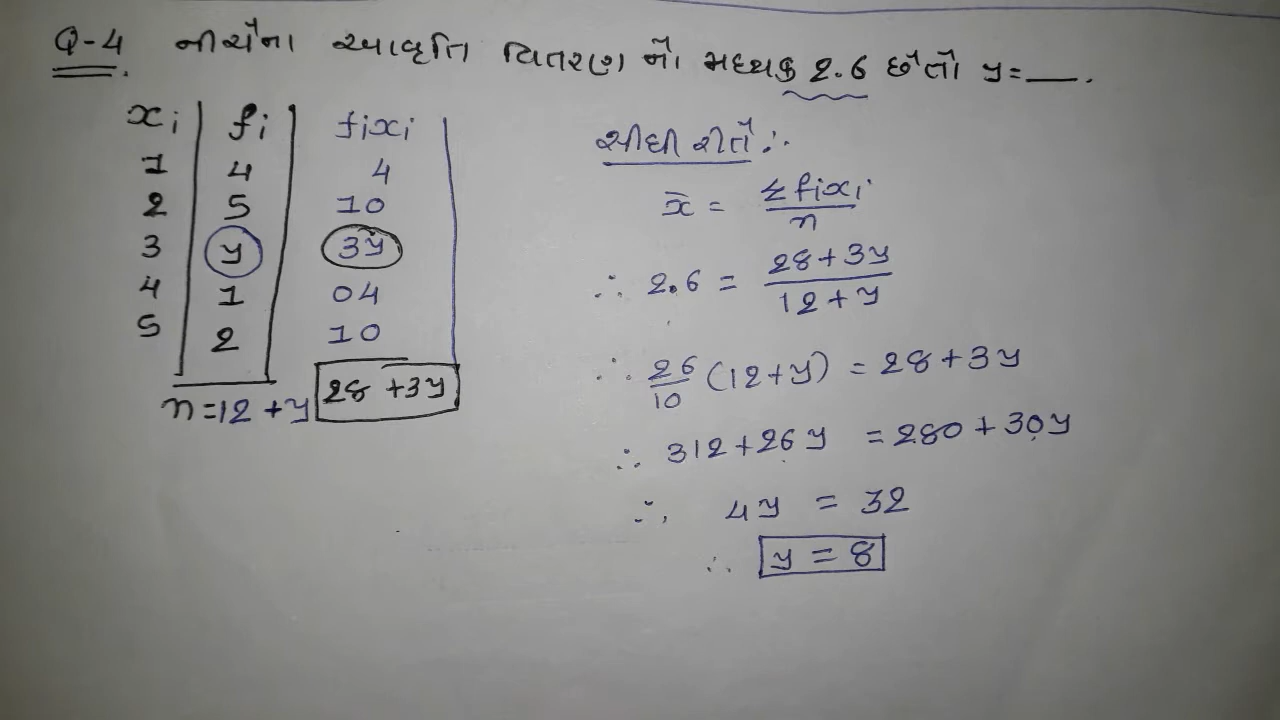 Q-4 નીચેના આવૃત્તિ વિતરણ નો મધ્યક 2.6 છેતો y=___.
xi fi fixi
1 4 4
2 5 10
3 y 3y
4 1 04
5 2 10
n=12+y 28+3y
સીધી રીતે :-
x̄ = Σfixi/n
∴ 2.6 = 28+3y/12+y
∴ 26/10 (12+y) = 28+3y
∴ 312+26y = 280+30y
∴ 4y = 32
∴ y = 8